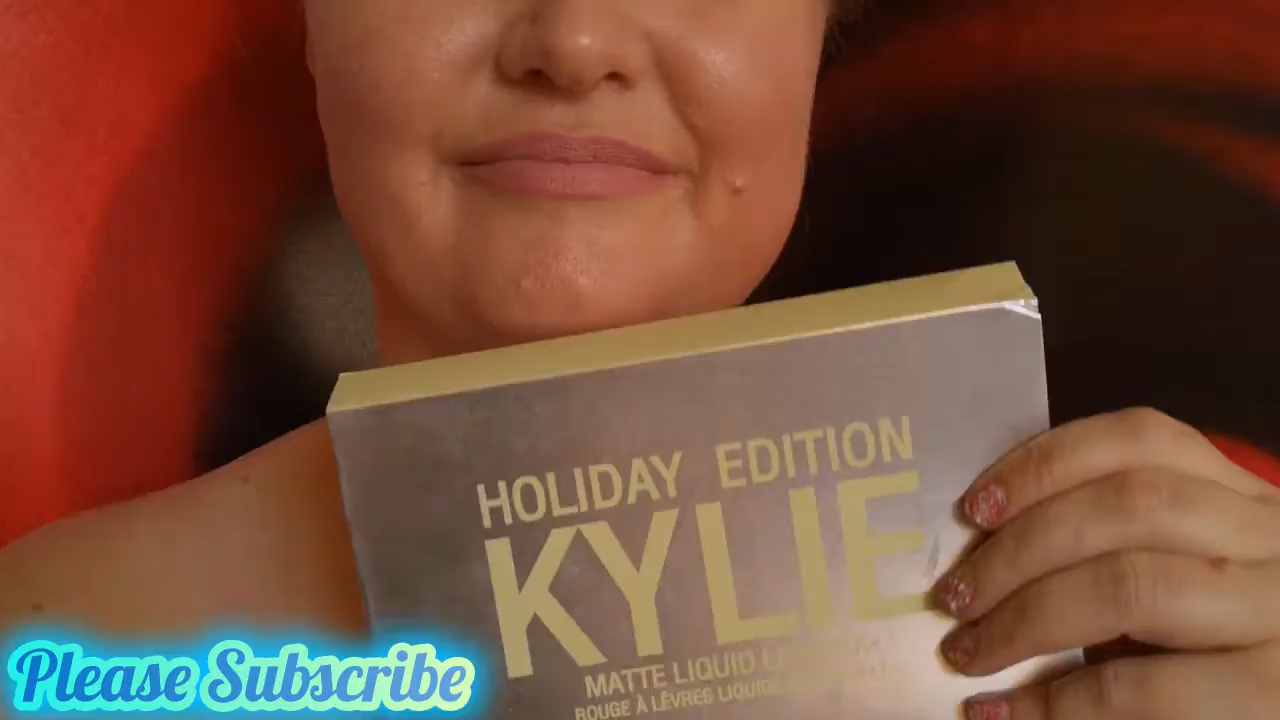 HOLIDAY EDITION
KYLIE
MATTE LIQUID
ROUGE À LÈVRES LIQUIDE
Please Subscribe